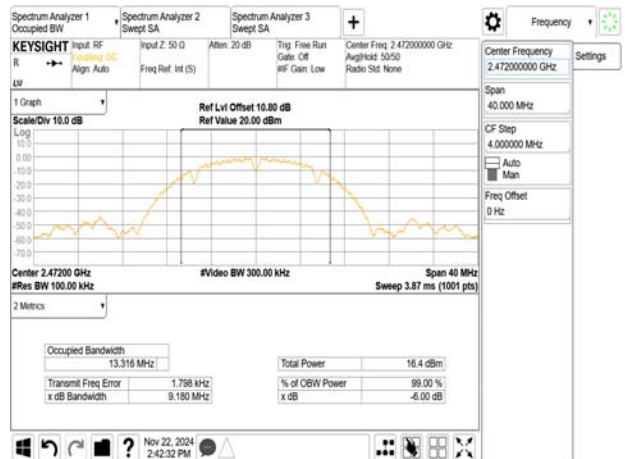 Spectrum Analyzer 1
Occupied BW
Spectrum Analyzer 2
Swept SA
Spectrum Analyzer 3
Swept SA
+
Frequency
KEYSIGHT
R
Input: RF
Coupling: DC
Align: Auto
Input Z: 50 Ω
Freq Ref: Int (S)
Atten: 20 dB
Trig: Free Run
Gate: Off
#IF Gain: Low
Center Freq: 2.472000000 GHz
Avg|Hold: 50/50
Radio Std: None
Center Frequency
2.472000000 GHz
Settings
Span
40.000 MHz
CF Step
4.000000 MHz
Auto
Man
Freq Offset
0 Hz
1 Graph
Scale/Div 10.0 dB
Ref Lvl Offset 10.80 dB
Ref Value 20.00 dBm
Log
10.0
0.00
-10.0
-20.0
-30.0
-40.0
-50.0
-60.0
-70.0
Center 2.47200 GHz
#Res BW 100.00 kHz
#Video BW 300.00 kHz
Span 40 MHz
Sweep 3.87 ms (1001 pts)
2 Metrics
Occupied Bandwidth
13.316 MHz
Total Power 16.4 dBm
Transmit Freq Error 1.798 kHz
% of OBW Power 99.00 %
x dB Bandwidth 9.180 MHz
x dB -6.00 dB
?
Nov 22, 2024
2:42:32 PM